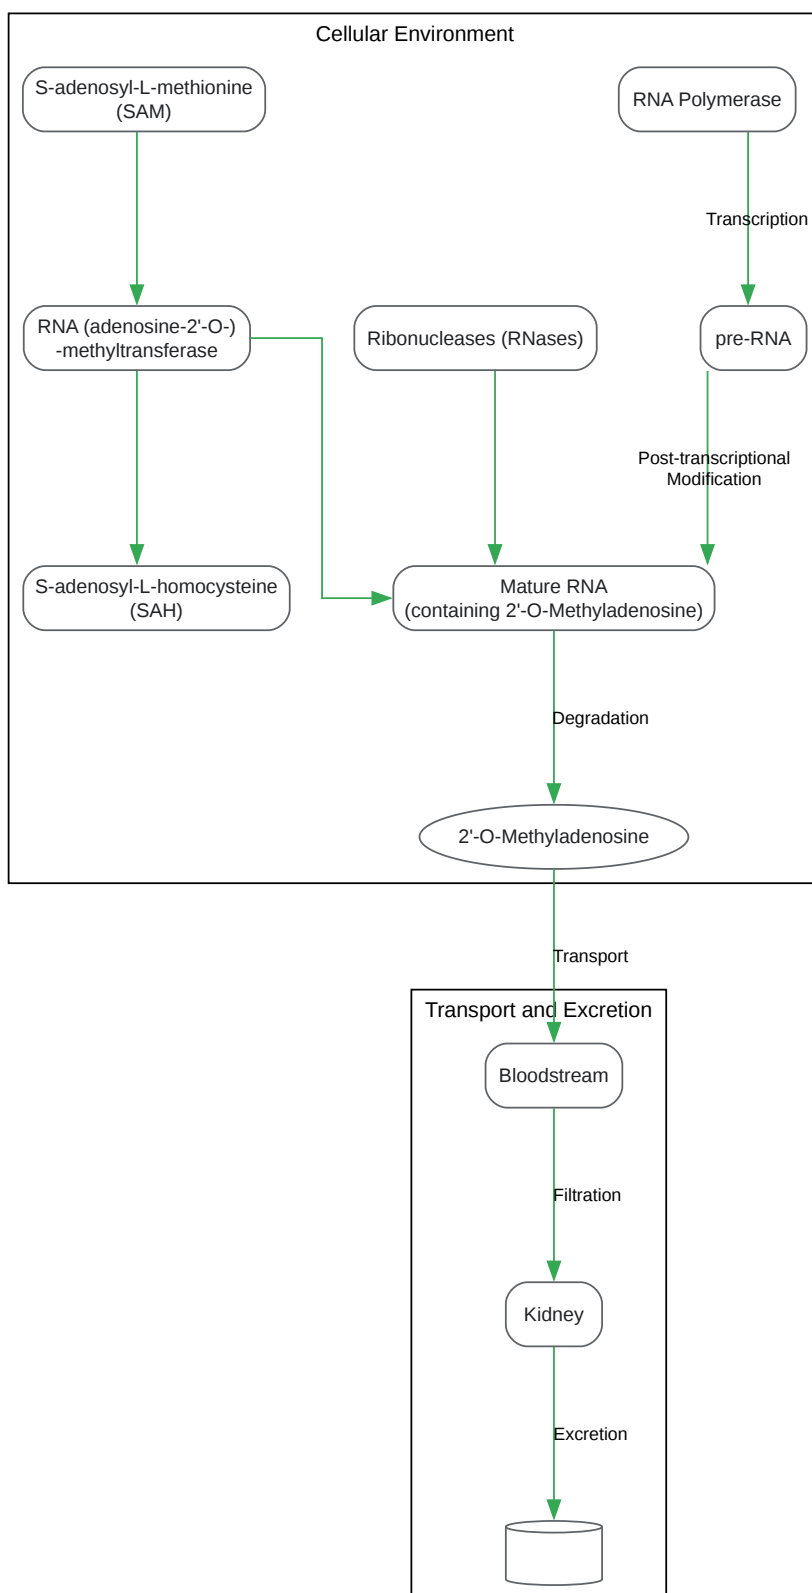 Cellular Environment
S-adenosyl-L-methionine
(SAM)
RNA Polymerase
Transcription
RNA (adenosine-2'-O-)
-methyltransferase
Ribonucleases (RNases)
pre-RNA
Post-transcriptional
Modification
S-adenosyl-L-homocysteine
(SAH)
Mature RNA
(containing 2'-O-Methyladenosine)
Degradation
2'-O-Methyladenosine
Transport
Transport and Excretion
Bloodstream
Filtration
Kidney
Excretion